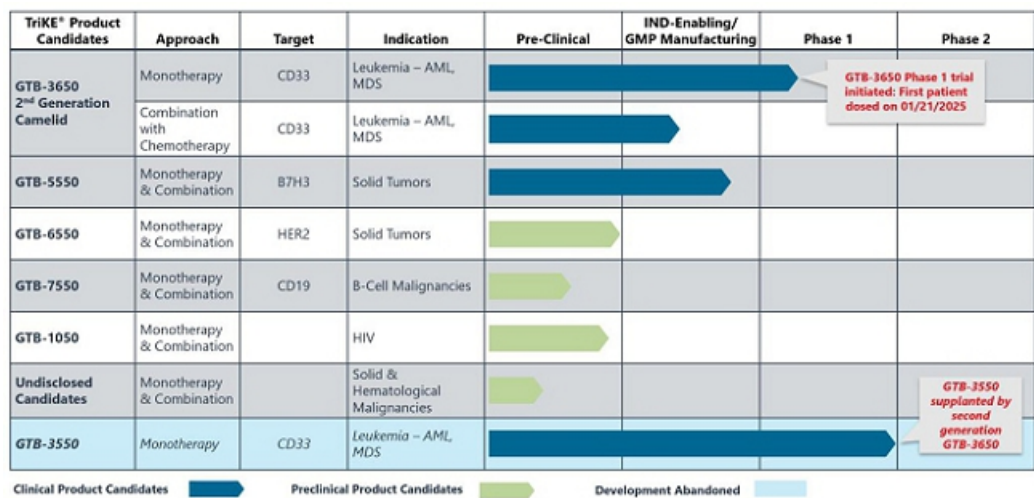 TriKE® Product Candidates Approach Target Indication Pre-Clinical IND-Enabling/ GMP Manufacturing Phase 1 Phase 2
GTB-3650
2nd Generation
Camelid
Monotherapy
CD33
Leukemia – AML,
MDS
GTB-3650 Phase 1 trial
initiated: First patient
dosed on 01/21/2025
Combination
with
Chemotherapy
CD33
Leukemia – AML,
MDS
GTB-5550
Monotherapy
& Combination
B7H3
Solid Tumors
GTB-6550
Monotherapy
& Combination
HER2
Solid Tumors
GTB-7550
Monotherapy
& Combination
CD19
B-Cell Malignancies
GTB-1050
Monotherapy
& Combination
HIV
Undisclosed
Candidates
Monotherapy
& Combination
Solid &
Hematological
Malignancies
GTB-3550
Monotherapy
CD33
Leukemia – AML,
MDS
GTB-3550
supplanted by
second
generation
GTB-3650
Clinical Product Candidates
Preclinical Product Candidates
Development Abandoned